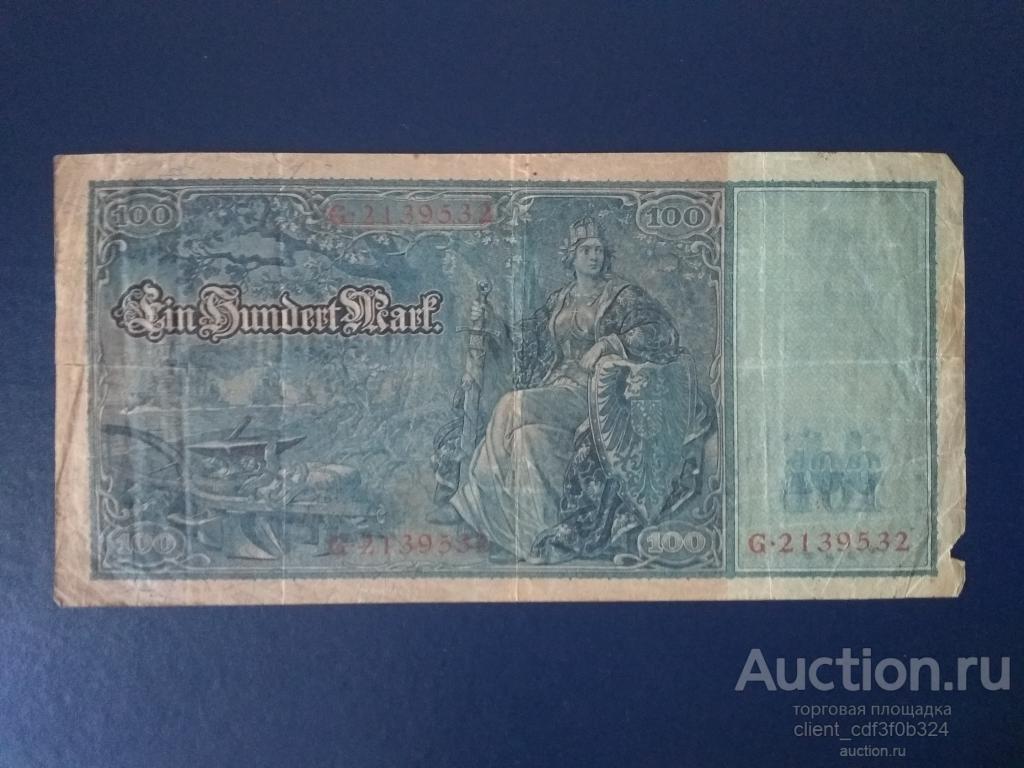 100
G·2139532
100
Ein Hundert Mark
100
G·2139532
100
G·2139532
Auction.ru
торговая площадка
client_cdf3f0b324
auction.ru